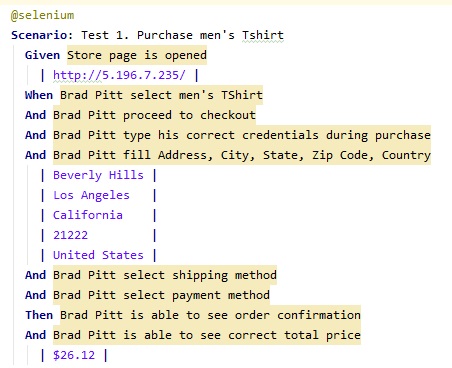 @selenium
Scenario: Test 1. Purchase men's Tshirt
Given Store page is opened
| http://5.196.7.235/ |
When Brad Pitt select men's TShirt
And Brad Pitt proceed to checkout
And Brad Pitt type his correct credentials during purchase
And Brad Pitt fill Address, City, State, Zip Code, Country
| Beverly Hills |
| Los Angeles |
| California |
| 21222 |
| United States |
And Brad Pitt select shipping method
And Brad Pitt select payment method
Then Brad Pitt is able to see order confirmation
And Brad Pitt is able to see correct total price
| $26.12 |